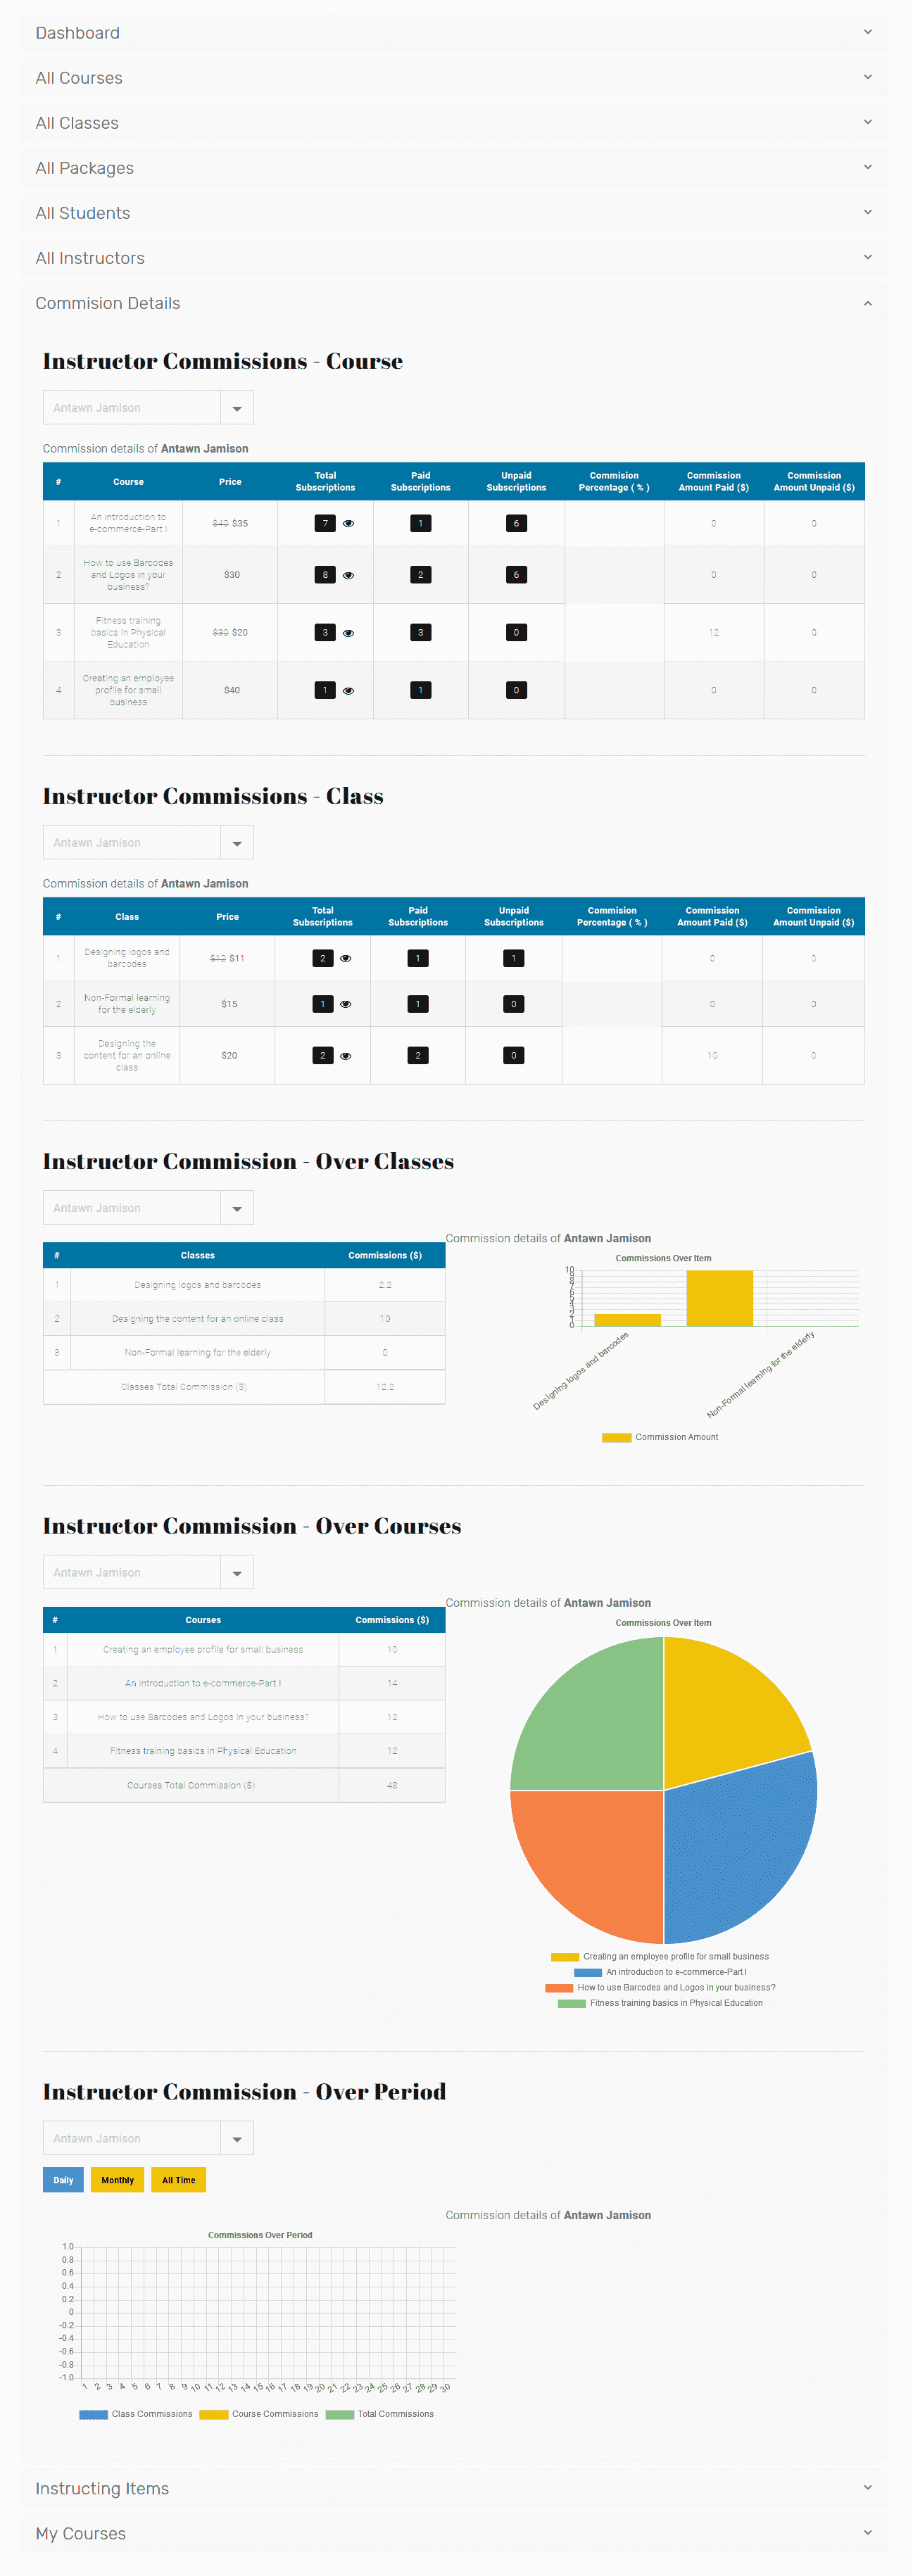 Dashboard
All Courses
All Classes
All Packages
All Students
All Instructors
Commision Details
Instructor Commissions - Course
Antawn Jamison
Commission details of Antawn Jamison
# Course Price Total Subscriptions Paid Subscriptions Unpaid Subscriptions Commision Percentage ( % ) Commission Amount Paid ($) Commission Amount Unpaid ($)
1 An introduction to e-commerce-Part I $40 $35 7 1 6 0 0
2 How to use Barcodes and Logos in your business? $30 8 2 6 0 0
3 Fitness training basics in Physical Education $30 $20 3 3 0 12 0
4 Creating an employee profile for small business $40 1 1 0 0 0
Instructor Commissions - Class
Antawn Jamison
Commission details of Antawn Jamison
# Class Price Total Subscriptions Paid Subscriptions Unpaid Subscriptions Commision Percentage ( % ) Commission Amount Paid ($) Commission Amount Unpaid ($)
1 Designing logos and barcodes $12 $11 2 1 1 0 0
2 Non-Formal learning for the elderly $15 1 1 0 0 0
3 Designing the content for an online class $20 2 2 0 10 0
Instructor Commission - Over Classes
Antawn Jamison
Commission details of Antawn Jamison
# Classes Commissions ($)
1 Designing logos and barcodes 2.2
2 Designing the content for an online class 10
3 Non-Formal learning for the elderly 0
Classes Total Commission ($) 12.2
Commissions Over Item
10
9
8
7
6
5
4
3
2
1
0
Designing logos and barcodes
Non-Formal learning for the elderly
Commission Amount
Instructor Commission - Over Courses
Antawn Jamison
Commission details of Antawn Jamison
# Courses Commissions ($)
1 Creating an employee profile for small business 10
2 An introduction to e-commerce-Part I 14
3 How to use Barcodes and Logos in your business? 12
4 Fitness training basics in Physical Education 12
Courses Total Commission ($) 48
Commissions Over Item
Creating an employee profile for small business
An introduction to e-commerce-Part I
How to use Barcodes and Logos in your business?
Fitness training basics in Physical Education
Instructor Commission - Over Period
Antawn Jamison
Daily Monthly All Time
Commission details of Antawn Jamison
Commissions Over Period
1.0
0.8
0.6
0.4
0.2
0
-0.2
-0.4
-0.6
-0.8
-1.0
1 2 3 4 5 6 7 8 9 10 11 12 13 14 15 16 17 18 19 20 21 22 23 24 25 26 27 28 29 30
Class Commissions Course Commissions Total Commissions
Instructing Items
My Courses